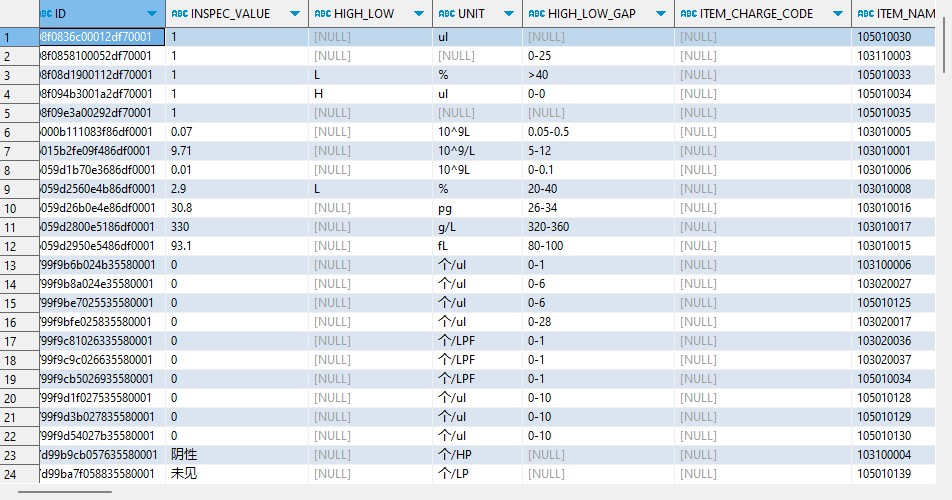 ABC ID ABC INSPEC_VALUE ABC HIGH_LOW ABC UNIT ABC HIGH_LOW_GAP ABC ITEM_CHARGE_CODE ABC ITEM_NAM
1 8f0836c00012df70001 1 [NULL] ul [NULL] [NULL] 105010030
2 8f0858100052df70001 1 [NULL] [NULL] 0-25 [NULL] 103110003
3 8f08d1900112df70001 1 L % >40 [NULL] 105010033
4 8f094b3001a2df70001 1 H ul 0-0 [NULL] 105010034
5 8f09e3a00292df70001 1 [NULL] [NULL] [NULL] [NULL] 105010035
6 000b111083f86df0001 0.07 [NULL] 10^9L 0.05-0.5 [NULL] 103010005
7 015b2fe09f486df0001 9.71 [NULL] 10^9/L 5-12 [NULL] 103010001
8 059d1b70e3686df0001 0.01 [NULL] 10^9L 0-0.1 [NULL] 103010006
9 059d2560e4b86df0001 2.9 L % 20-40 [NULL] 103010008
10 059d26b0e4e86df0001 30.8 [NULL] pg 26-34 [NULL] 103010016
11 059d2800e5186df0001 330 [NULL] g/L 320-360 [NULL] 103010017
12 059d2950e5486df0001 93.1 [NULL] fL 80-100 [NULL] 103010015
13 99f9b6b024b35580001 0 [NULL] 个/ul 0-1 [NULL] 103100006
14 99f9b8a024e35580001 0 [NULL] 个/ul 0-6 [NULL] 103020027
15 99f9be7025535580001 0 [NULL] 个/ul 0-6 [NULL] 105010125
16 99f9bfe025835580001 0 [NULL] 个/ul 0-28 [NULL] 103020017
17 99f9c81026335580001 0 [NULL] 个/LPF 0-1 [NULL] 103020036
18 99f9c9c026635580001 0 [NULL] 个/LPF 0-1 [NULL] 103020037
19 99f9cb5026935580001 0 [NULL] 个/LPF 0-1 [NULL] 105010034
20 99f9d1f027535580001 0 [NULL] 个/ul 0-10 [NULL] 105010128
21 99f9d3b027835580001 0 [NULL] 个/ul 0-10 [NULL] 105010129
22 99f9d54027b35580001 0 [NULL] 个/ul 0-10 [NULL] 105010130
23 d99b9cb057635580001 阴性 [NULL] 个/HP [NULL] [NULL] 103100004
24 d99ba7f058835580001 未见 [NULL] 个/LP [NULL] [NULL] 105010139